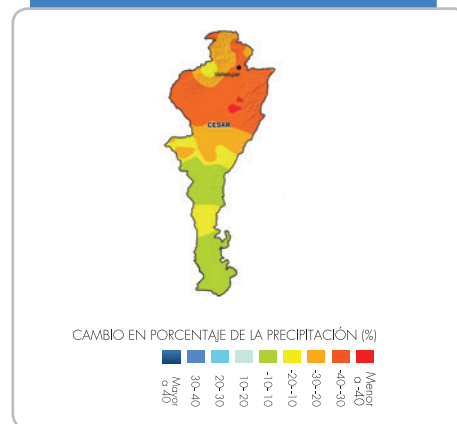 Valledupar
CESAR
CAMBIO EN PORCENTAJE DE LA PRECIPITACIÓN (%)
Mayor a 40
30- 40
20- 30
10- 20
-10- 10
-20--10
-30--20
-40--30
Menor a -40